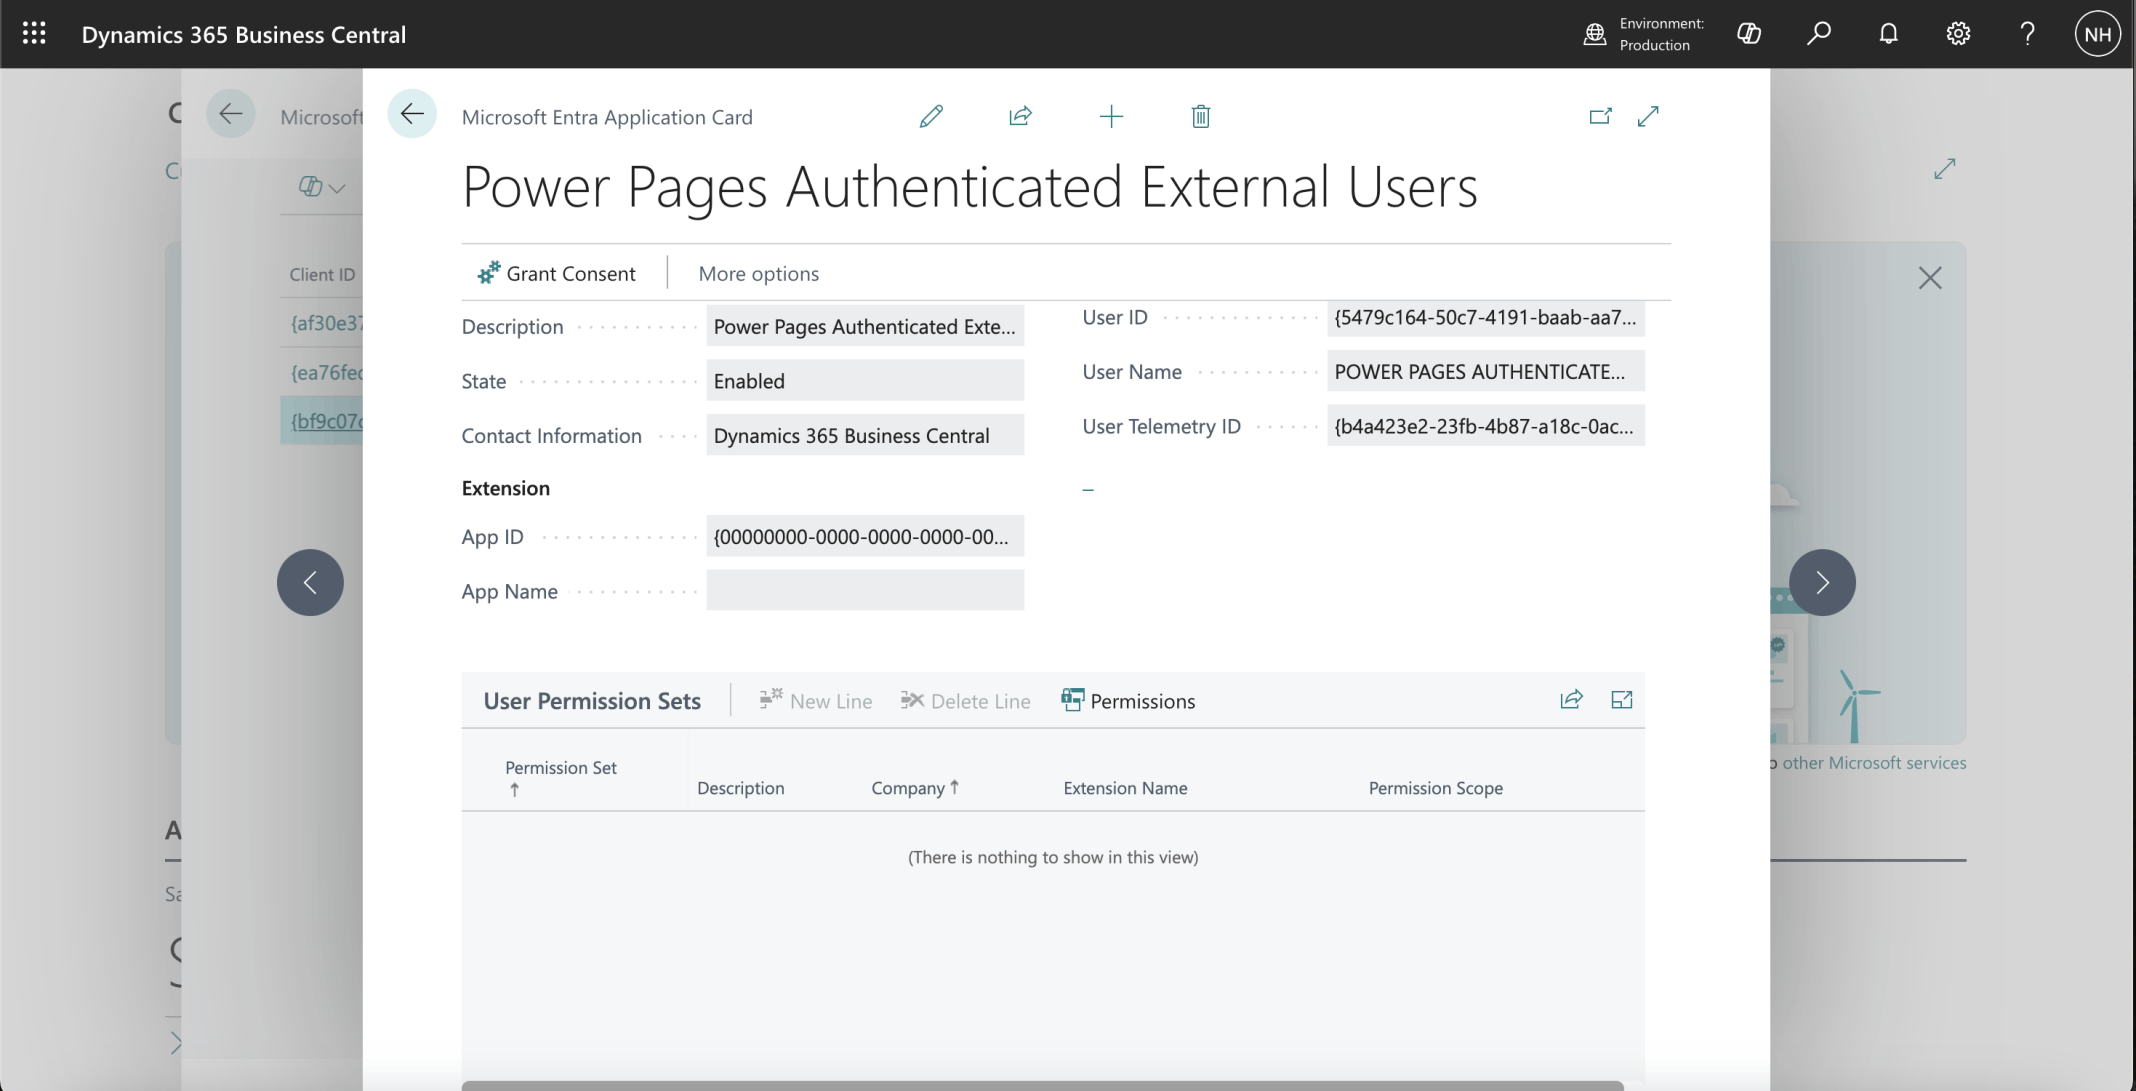 Dynamics 365 Business Central
Environment:
Production
NH
Microsoft
Microsoft Entra Application Card
Power Pages Authenticated External Users
Grant Consent
More options
Client ID
{af30e37
{ea76fec
{bf9c07c
Description
Power Pages Authenticated Exte...
State
Enabled
Contact Information
Dynamics 365 Business Central
User ID
{5479c164-50c7-4191-baab-aa7...
User Name
POWER PAGES AUTHENTICATE...
User Telemetry ID
{b4a423e2-23fb-4b87-a18c-0ac...
Extension
App ID
{00000000-0000-0000-0000-00...
App Name
User Permission Sets
New Line
Delete Line
Permissions
Permission Set
Description
Company
Extension Name
Permission Scope
(There is nothing to show in this view)
other Microsoft services
A
Sa